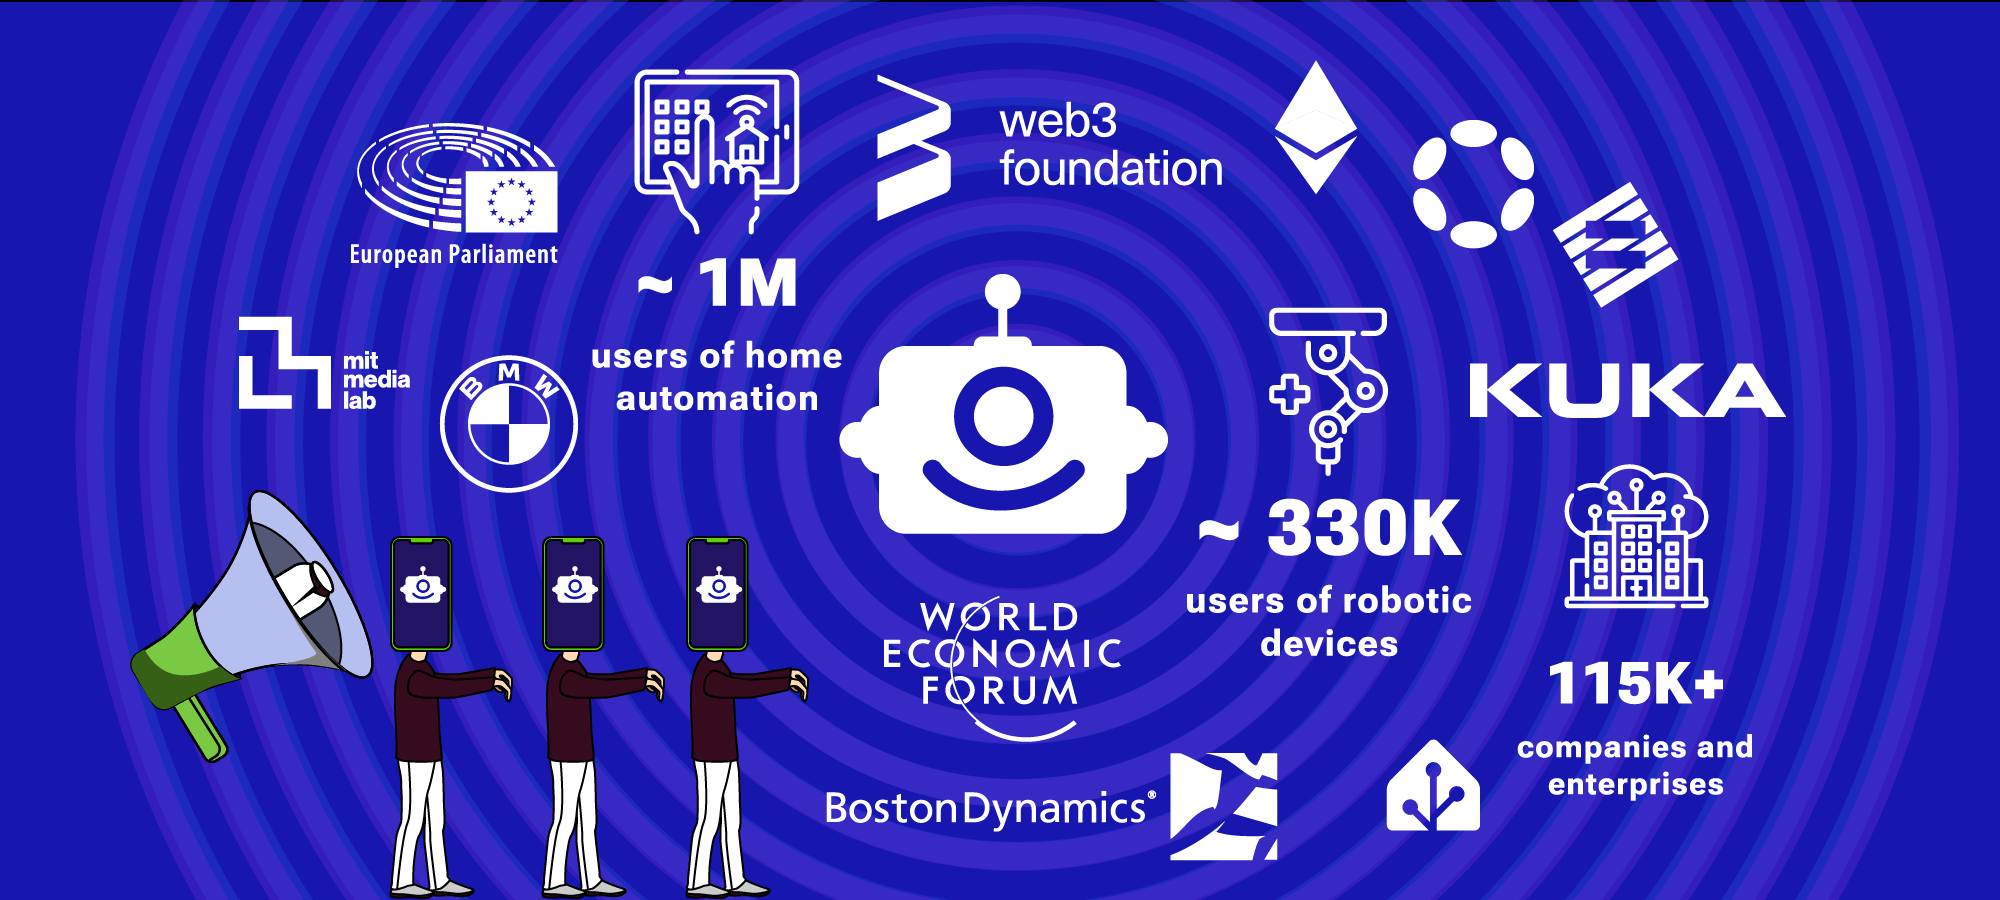 web3
foundation
European Parliament
~ 1M
users of home
automation
mit
media
lab
BMW
KUKA
~ 330K
users of robotic
devices
WORLD
ECONOMIC
FORUM
115K+
companies and
enterprises
BostonDynamics®